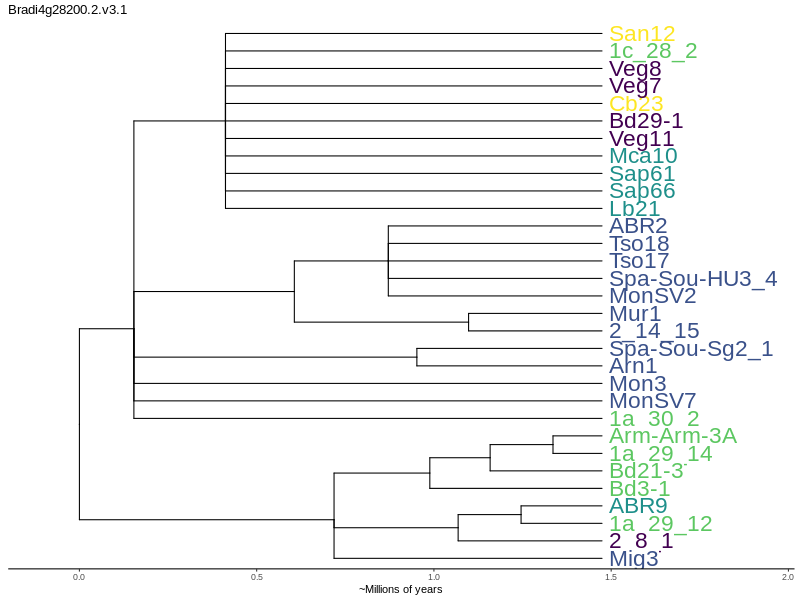 Bradi4g28200.2.v3.1
San12
1c_28_2
Veg8
Veg7
Cb23
Bd29-1
Veg11
Mca10
Sap61
Sap66
Lb21
ABR2
Tso18
Tso17
Spa-Sou-HU3_4
MonSV2
Mur1
2_14_15
Spa-Sou-Sg2_1
Arn1
Mon3
MonSV7
1a_30_2
Arm-Arm-3A
1a_29_14
Bd21-3
Bd3-1
ABR9
1a_29_12
2_8_1
Mig3
0.0 0.5 1.0 1.5 2.0
~Millions of years